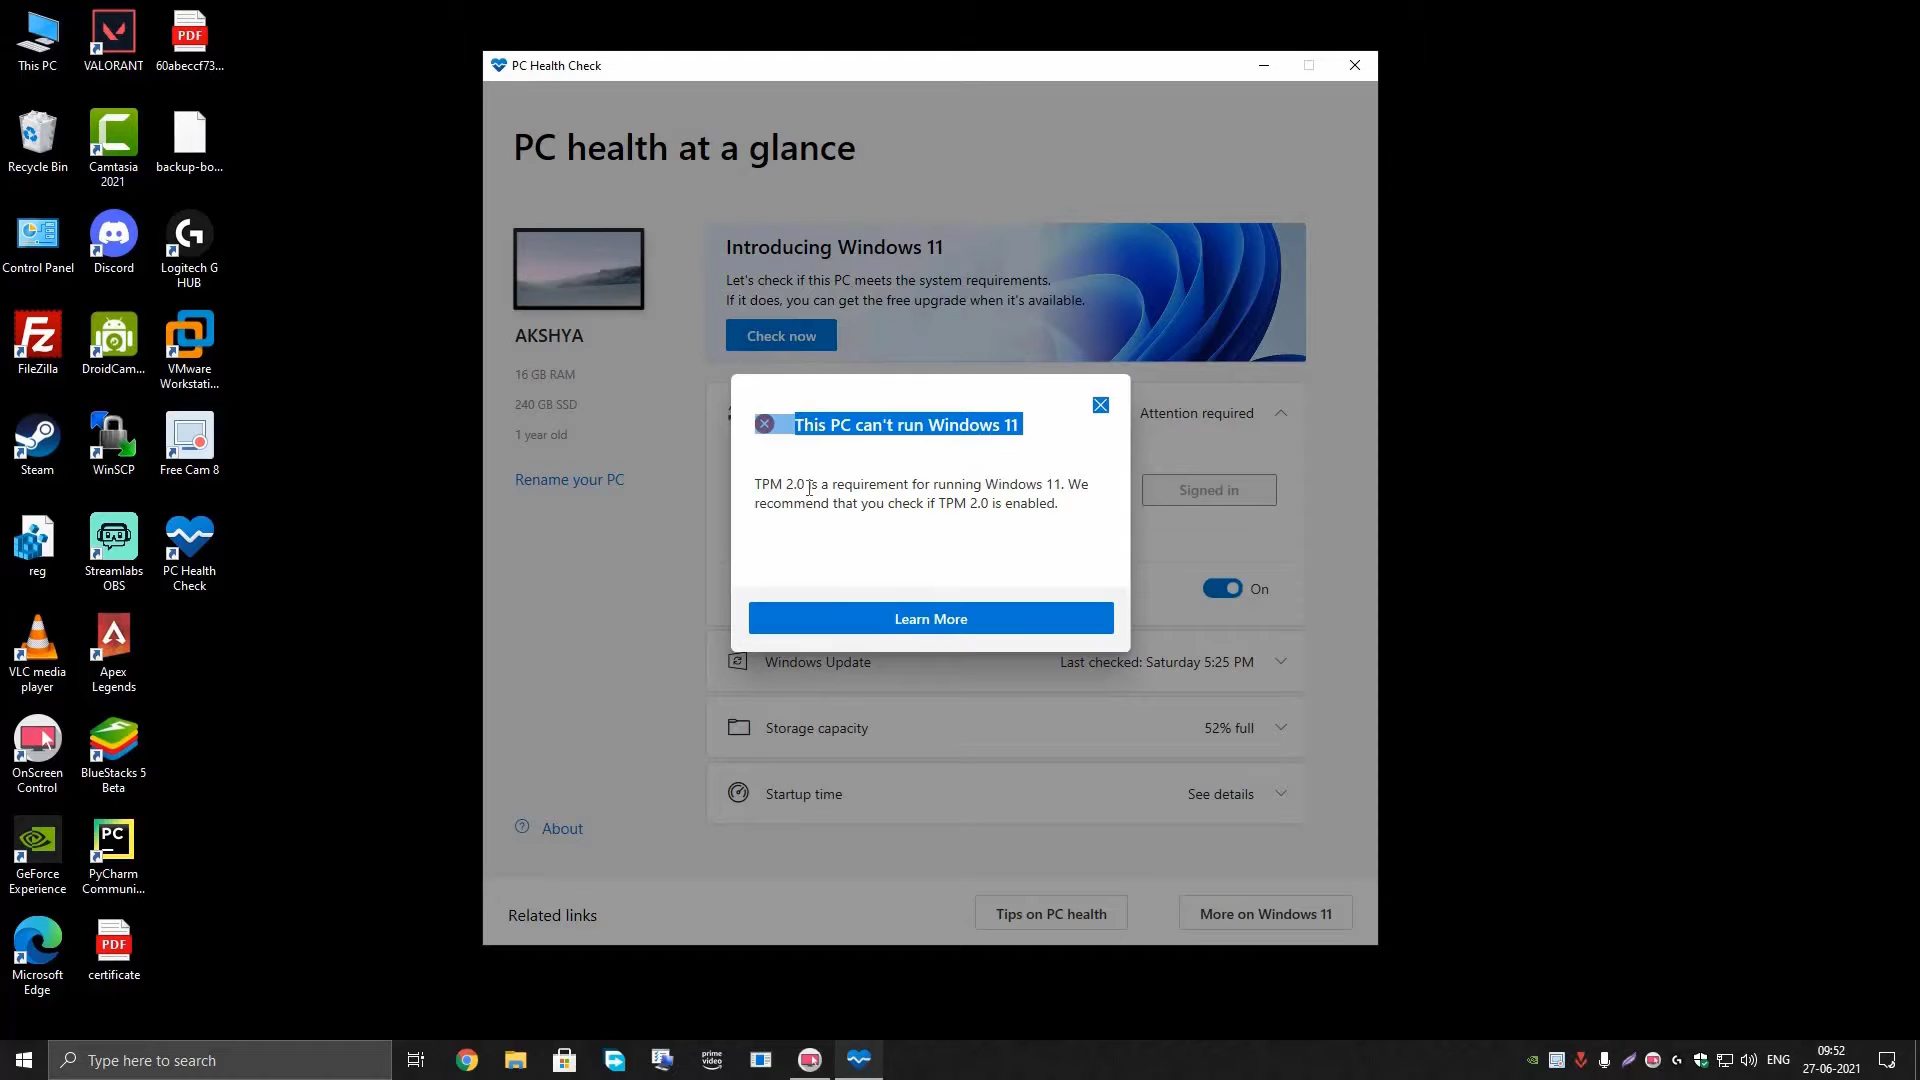 This PC
VALORANT
PDF
60abeccf73...
Recycle Bin
Camtasia
2021
backup-bo...
Control Panel
Discord
Logitech G
HUB
FileZilla
DroidCam...
VMware
Workstati...
Steam
WinSCP
Free Cam 8
reg
Streamlabs
OBS
PC Health
Check
VLC media
player
Apex
Legends
OnScreen
Control
BlueStacks 5
Beta
GeForce
Experience
PC
PyCharm
Communi...
Microsoft
Edge
PDF
certificate
PC Health Check
PC health at a glance
AKSHYA
16 GB RAM
240 GB SSD
1 year old
Rename your PC
Introducing Windows 11
Let's check if this PC meets the system requirements.
If it does, you can get the free upgrade when it's available.
Check now
Attention required
Signed in
On
This PC can't run Windows 11
TPM 2.0 is a requirement for running Windows 11. We
recommend that you check if TPM 2.0 is enabled.
Learn More
Windows Update
Last checked: Saturday 5:25 PM
Storage capacity
52% full
Startup time
See details
About
Related links
Tips on PC health
More on Windows 11
Type here to search
prime
video
ENG
09:52
27-06-2021